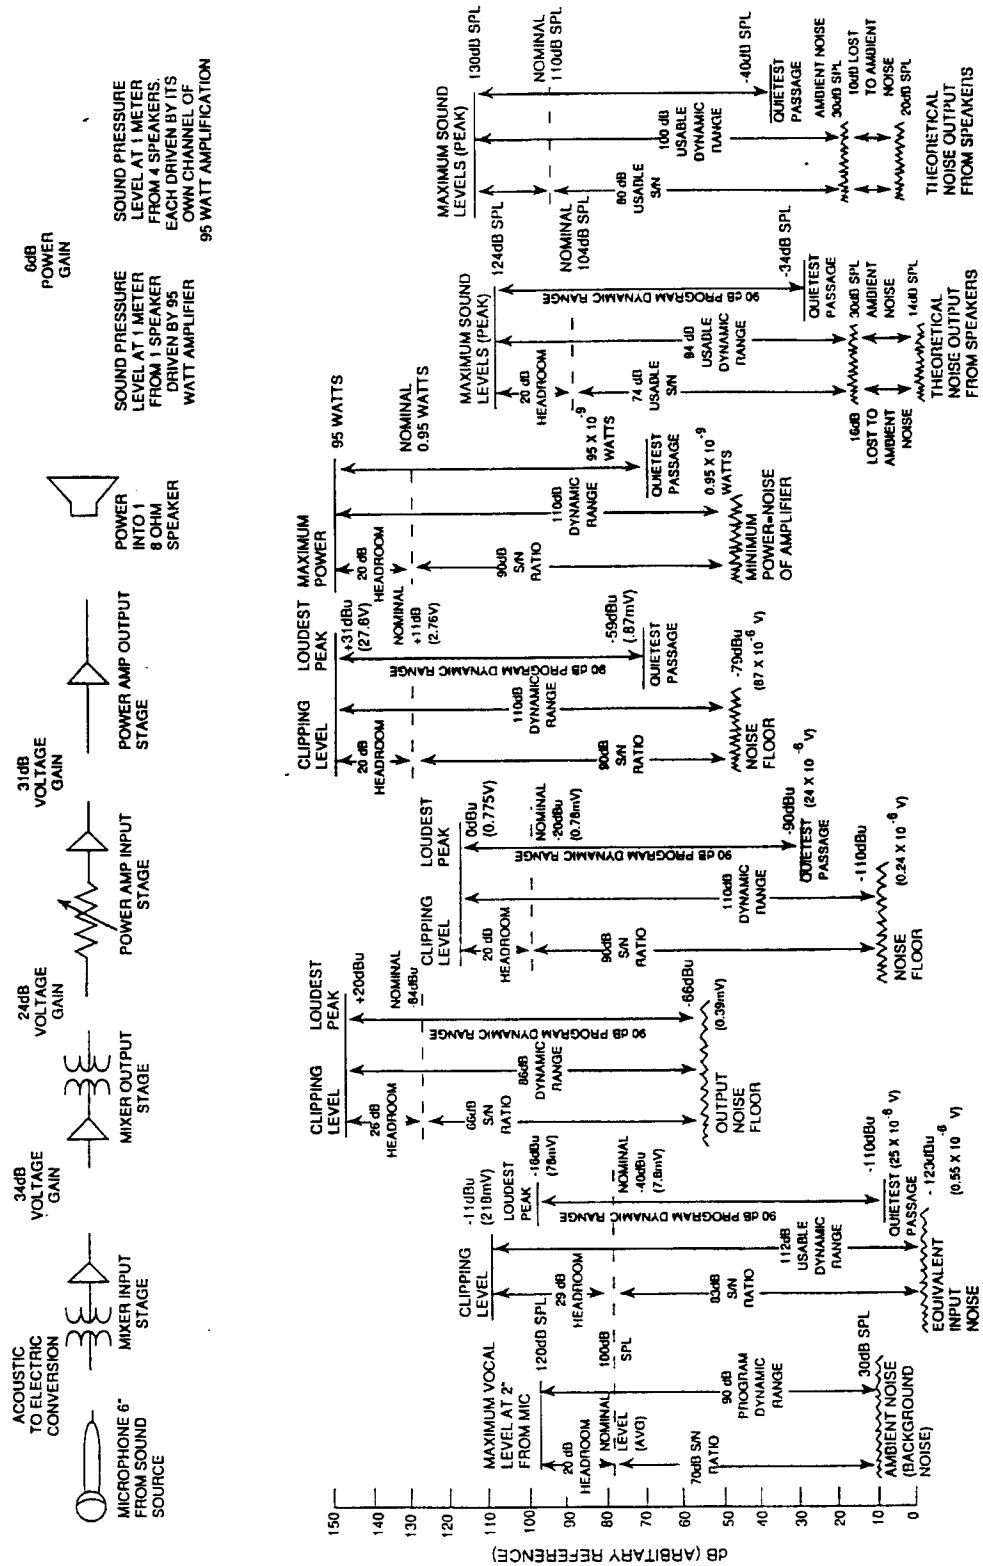 ACOUSTIC
TO ELECTRIC
CONVERSION
34dB
VOLTAGE
GAIN
24dB
VOLTAGE
GAIN
31dB
VOLTAGE
GAIN
6dB
POWER
GAIN
MICROPHONE 6"
FROM SOUND
SOURCE
MIXER INPUT
STAGE
MIXER OUTPUT
STAGE
POWER AMP INPUT
STAGE
POWER AMP OUTPUT
STAGE
POWER
INTO 1
8 OHM
SPEAKER
SOUND PRESSURE
LEVEL AT 1 METER
FROM 1 SPEAKER
DRIVEN BY 95
WATT AMPLIFIER
SOUND PRESSURE
LEVEL AT 1 METER
FROM 4 SPEAKERS.
EACH DRIVEN BY ITS
OWN CHANNEL OF
95 WATT AMPLIFICATION
dB (ARBITARY REFERENCE)
150
140
130
120
110
100
90
80
70
60
50
40
30
20
10
0
MAXIMUM VOCAL
LEVEL AT 2"
FROM MIC
120dB SPL
20 dB
HEADROOM
NOMINAL
LEVEL
(AVG)
100dB
SPL
70dB S/N
RATIO
90 dB
PROGRAM
DYNAMIC
RANGE
30dB SPL
AMBIENT NOISE
(BACKGROUND
NOISE)
CLIPPING
LEVEL
-11dBu
(218mV)
LOUDEST
PEAK
-16dBu
(78mV)
29 dB
HEADROOM
NOMINAL
-40dBu
(7.8mV)
83dB
S/N
RATIO
112dB
USABLE
DYNAMIC
RANGE
90 dB PROGRAM DYNAMIC RANGE
-110dBu
QUIETEST (25 X 10-6 V)
PASSAGE
-123dBu
(0.55 X 10-6 V)
EQUIVALENT
INPUT
NOISE
CLIPPING
LEVEL
LOUDEST
PEAK
+20dBu
26 dB
HEADROOM
NOMINAL
-64dBu
66dB
S/N
RATIO
86dB
DYNAMIC
RANGE
90 dB PROGRAM DYNAMIC RANGE
-66dBu
(0.39mV)
OUTPUT
NOISE
FLOOR
CLIPPING
LEVEL
LOUDEST
PEAK
0dBu
(0.775V)
20 dB
HEADROOM
NOMINAL
-20dBu
(0.78mV)
90dB
S/N
RATIO
110dB
DYNAMIC
RANGE
90 dB PROGRAM DYNAMIC RANGE
-90dBu
QUIETEST (24 X 10-6 V)
PASSAGE
-110dBu
(0.24 X 10-6 V)
NOISE
FLOOR
CLIPPING
LEVEL
LOUDEST
PEAK
+31dBu
(27.8V)
20 dB
HEADROOM
NOMINAL
+11dB
(2.76V)
90dB
S/N
RATIO
110dB
DYNAMIC
RANGE
90 dB PROGRAM DYNAMIC RANGE
-59dBu
(.87mV)
QUIETEST
PASSAGE
-79dBu
(87 X 10-6 V)
NOISE
FLOOR
MAXIMUM
POWER
95 WATTS
20 dB
HEADROOM
NOMINAL
0.95 WATTS
90dB
S/N
RATIO
110dB
DYNAMIC
RANGE
95 X 10-9
WATTS
QUIETEST
PASSAGE
0.95 X 10-9
WATTS
MINIMUM
POWER=NOISE
OF AMPLIFIER
MAXIMUM SOUND
LEVELS (PEAK)
124dB SPL
20 dB
HEADROOM
NOMINAL
104dB SPL
74 dB
USABLE
S/N
94 dB
USABLE
DYNAMIC
RANGE
90 dB PROGRAM DYNAMIC RANGE
-34dB SPL
QUIETEST
PASSAGE
30dB SPL
AMBIENT
NOISE
14dB SPL
16dB
LOST TO
AMBIENT
NOISE
THEORETICAL
NOISE OUTPUT
FROM SPEAKERS
MAXIMUM SOUND
LEVELS (PEAK)
130dB SPL
NOMINAL
110dB SPL
80 dB
USABLE
S/N
100 dB
USABLE
DYNAMIC
RANGE
-40dB SPL
QUIETEST
PASSAGE
AMBIENT NOISE
30dB SPL
10dB LOST
TO AMBIENT
NOISE
20dB SPL
THEORETICAL
NOISE OUTPUT
FROM SPEAKERS